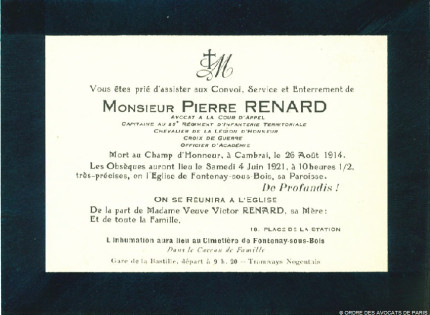 M
Vous êtes prié d'assister aux Convoi, Service et Enterrement de
MONSIEUR PIERRE RENARD
AVOCAT A LA COUR D'APPEL
CAPITAINE AU 25e RÉGIMENT D'INFANTERIE TERRITORIALE
CHEVALIER DE LA LÉGION D'HONNEUR
CROIX DE GUERRE
OFFICIER D'ACADÉMIE
Mort au Champ d'Honneur, à Cambrai, le 26 Août 1914.
Les Obsèques auront lieu le Samedi 4 Juin 1921, à 10 heures 1/2,
très-précises, en l'Église de Fontenay-sous-Bois, sa Paroisse.
De Profundis !
ON SE RÉUNIRA A L'EGLISE
De la part de Madame Veuve Victor RENARD, sa Mère :
Et de toute la Famille,
PLACE DE LA STATION
L'inhumation aura lieu au Cimetière de Fontenay-sous-Bois
Dans le Caveau de Famille
Gare de la Bastille, départ à 9 h. 20 — Tramways Nogentais
© ORDRE DES AVOCATS DE PARIS